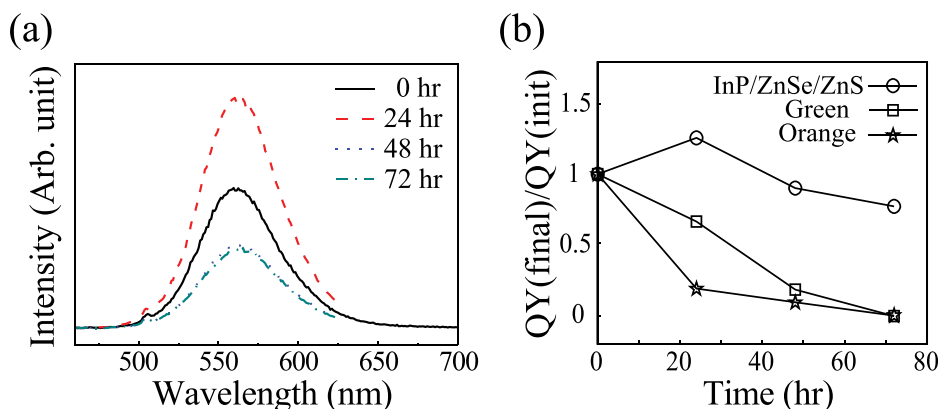 (a)
Intensity (Arb. unit)
0 hr
24 hr
48 hr
72 hr
500 550 600 650 700
Wavelength (nm)
(b)
QY(final)/QY(init)
1.5
1
0.5
0
InP/ZnSe/ZnS
Green
Orange
0 20 40 60 80
Time (hr)